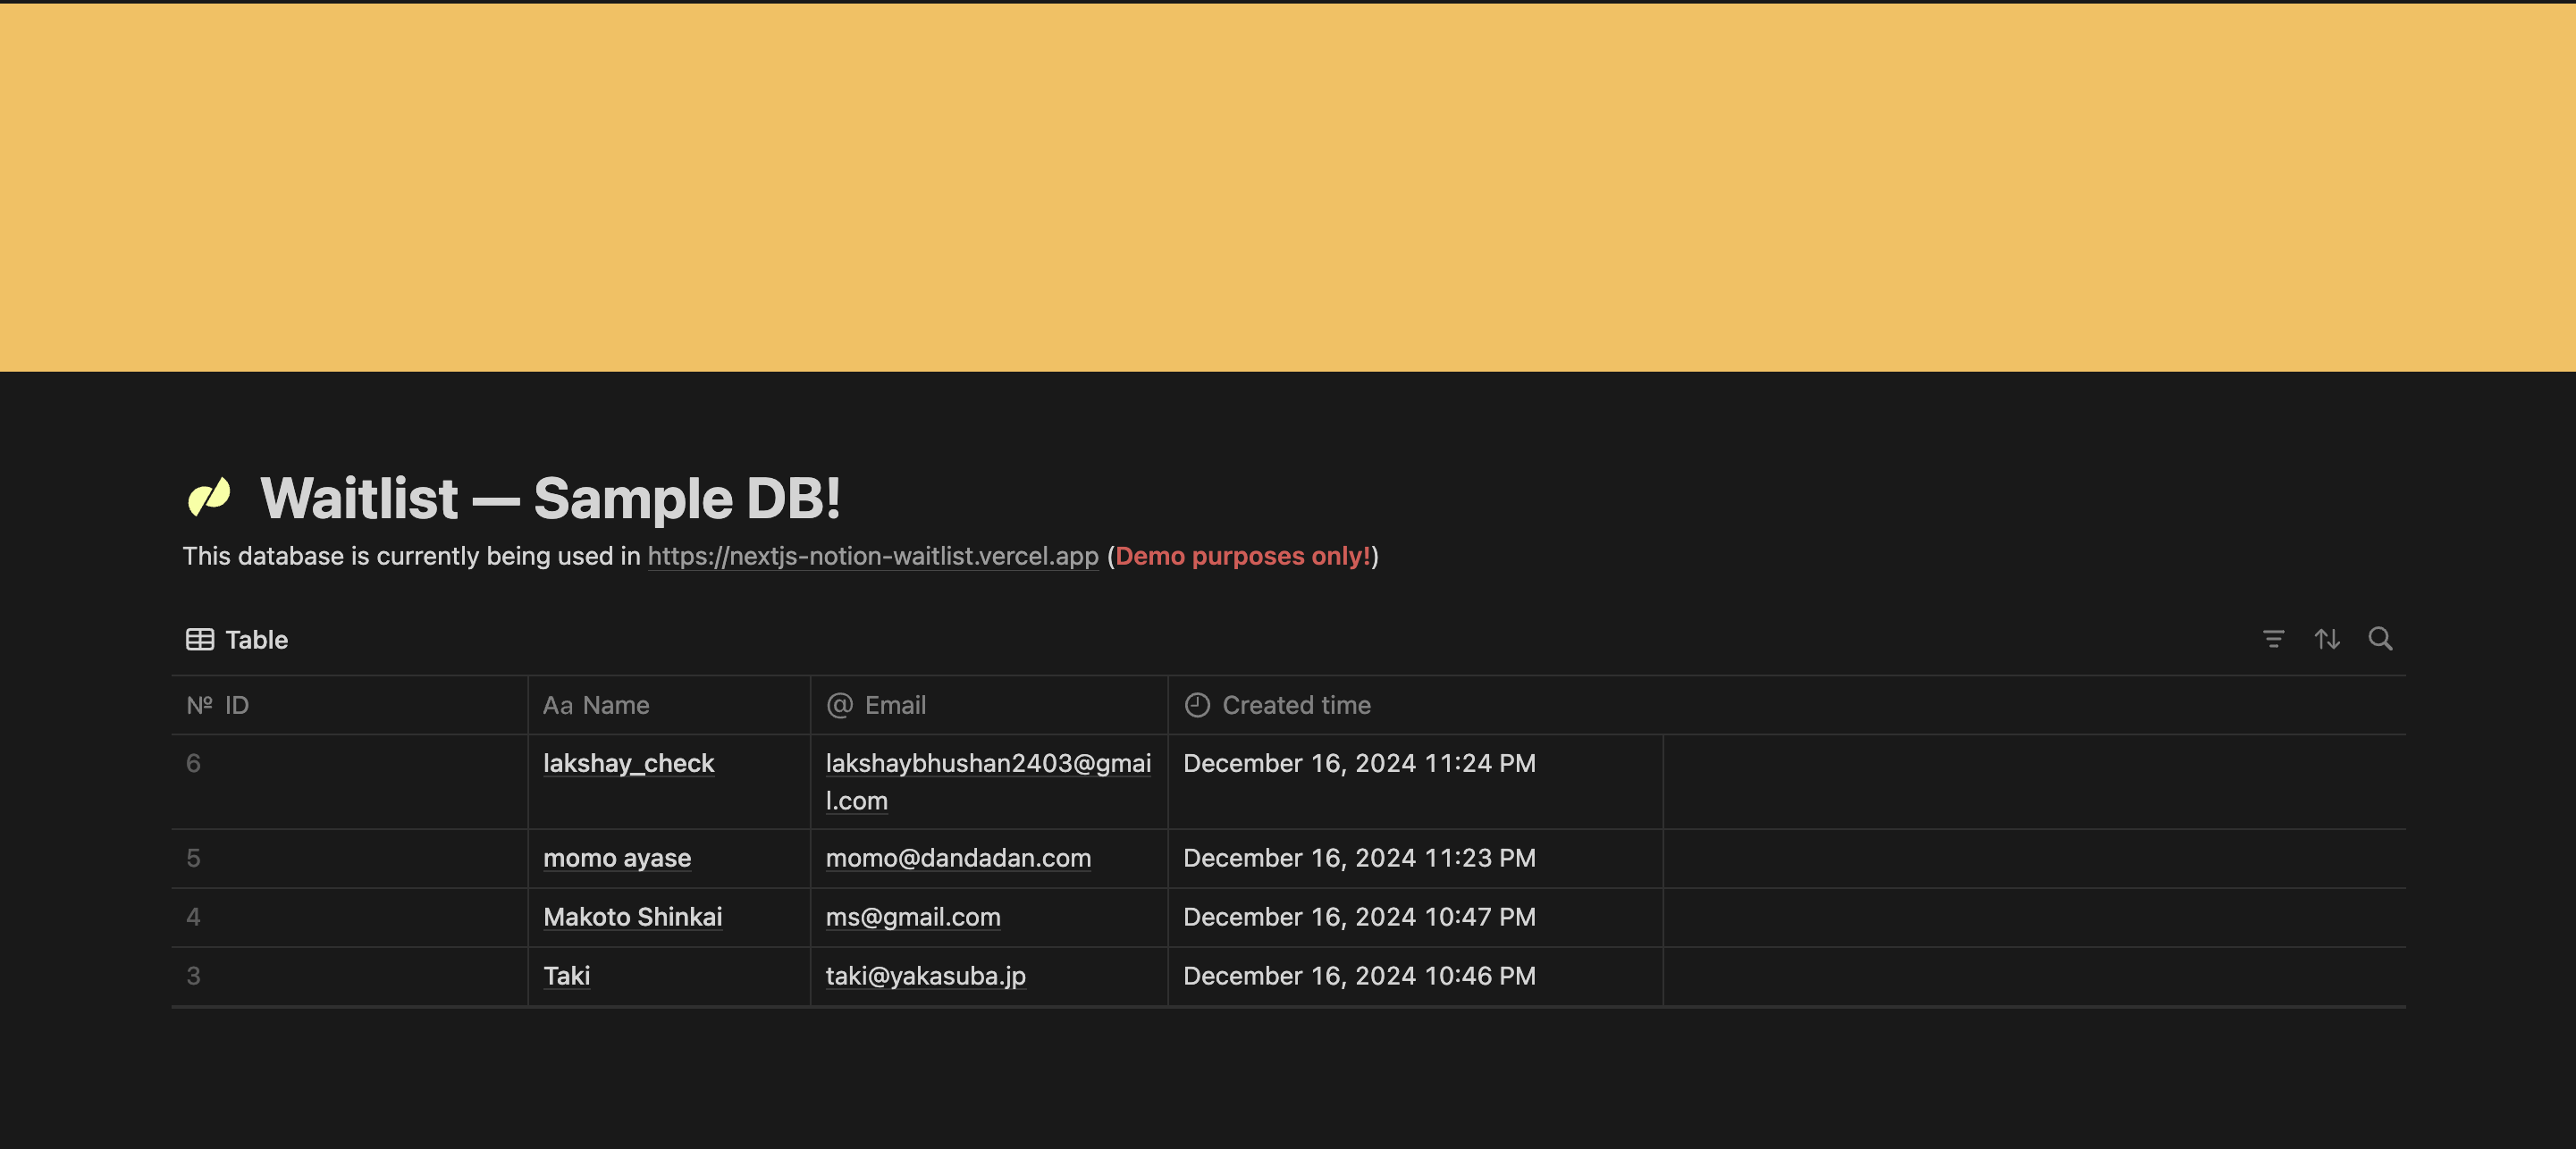 Waitlist — Sample DB!
This database is currently being used in https://nextjs-notion-waitlist.vercel.app (Demo purposes only!)
Table
№ ID Aa Name @ Email Created time
6 lakshay_check lakshaybhushan2403@gmai December 16, 2024 11:24 PM
l.com
5 momo ayase momo@dandadan.com December 16, 2024 11:23 PM
4 Makoto Shinkai ms@gmail.com December 16, 2024 10:47 PM
3 Taki taki@yakasuba.jp December 16, 2024 10:46 PM